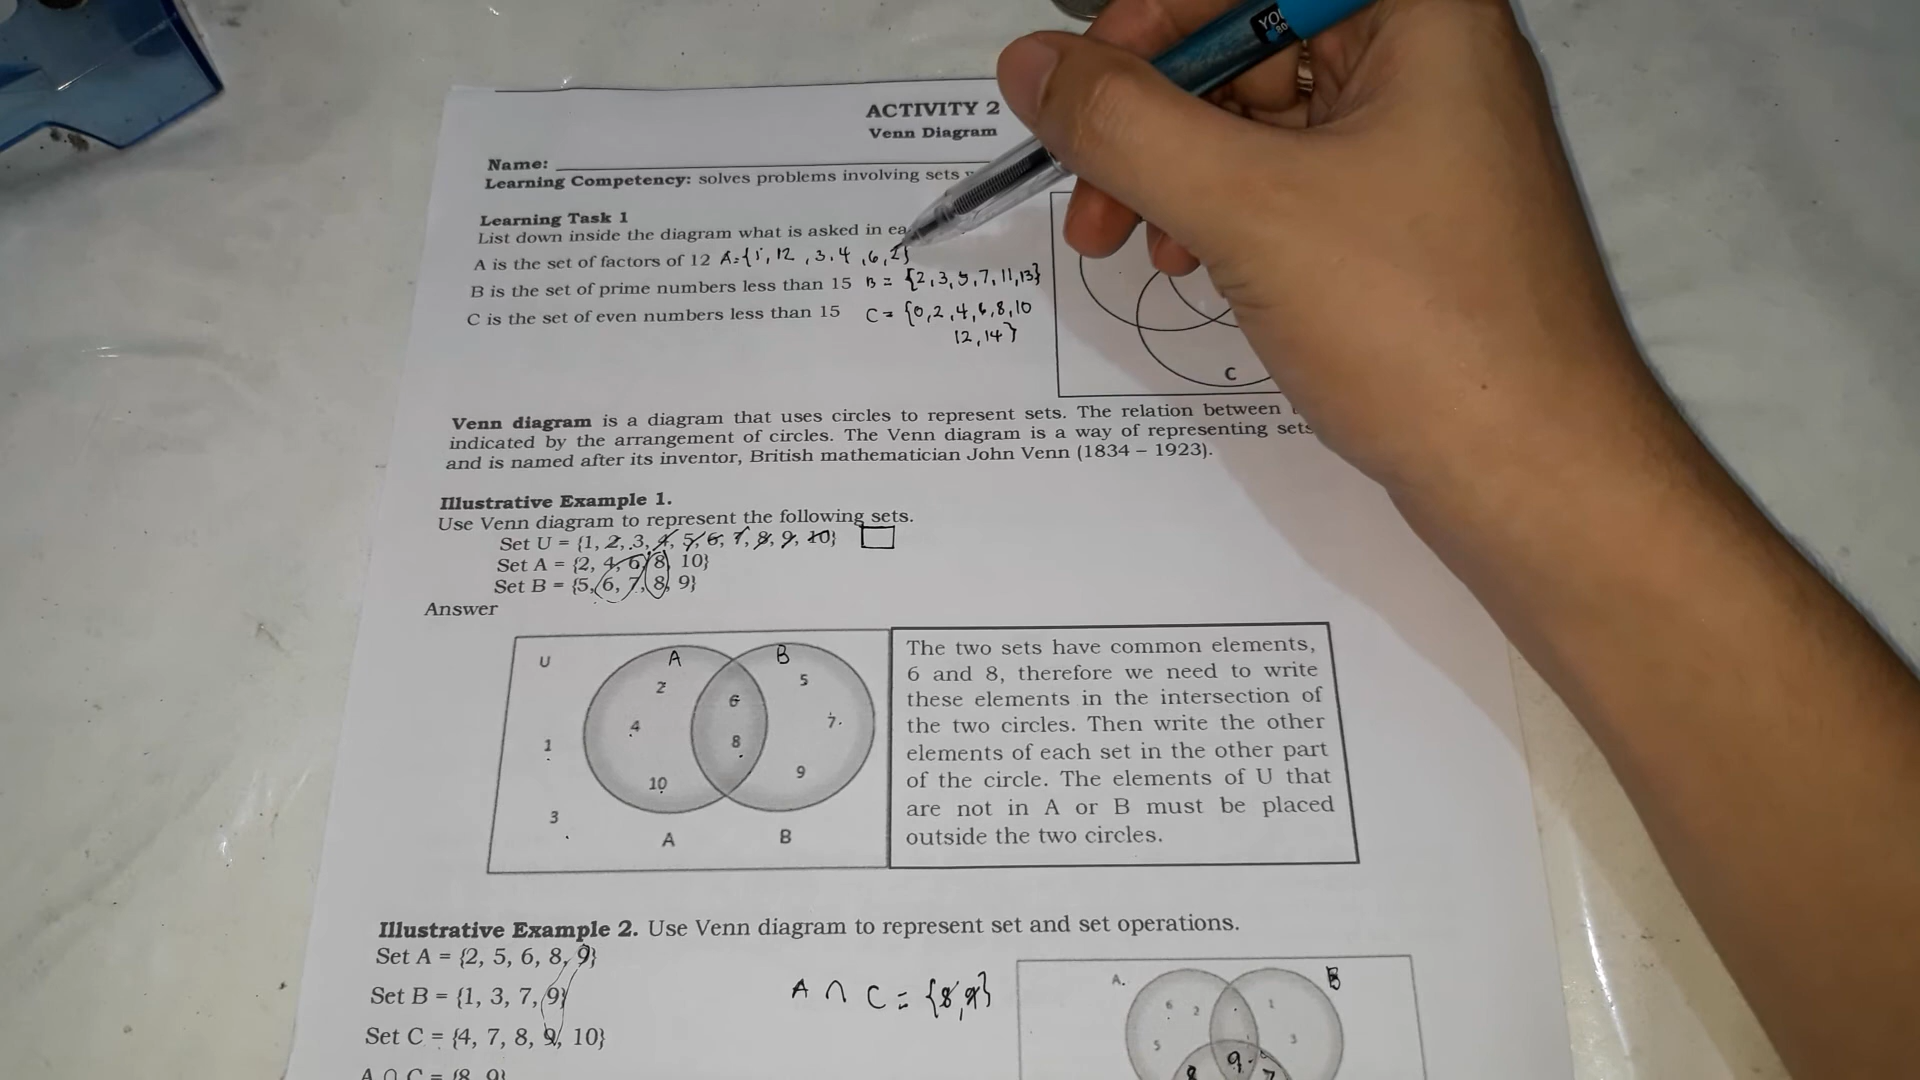 YOU
ACTIVITY 2
Venn Diagram
Name:
Learning Competency: solves problems involving sets
Learning Task 1
List down inside the diagram what is asked in
A is the set of factors of 12 A={1, 12, 3, 4, 6, 2}
B is the set of prime numbers less than 15 B = {2, 3, 5, 7, 11, 13}
C is the set of even numbers less than 15 C = {0, 2, 4, 6, 8, 10
12, 14}
C
Venn diagram is a diagram that uses circles to represent sets. The relation between
indicated by the arrangement of circles. The Venn diagram is a way of representing sets
and is named after its inventor, British mathematician John Venn (1834 – 1923).
Illustrative Example 1.
Use Venn diagram to represent the following sets.
Set U = {1, 2, 3, 4, 5, 6, 7, 8, 9, 10}
Set A = {2, 4, 6, 8, 10}
Set B = {5, 6, 7, 8, 9}
Answer
U
A B
2 6 5
4 7
1 8
10 9
3
A B
The two sets have common elements,
6 and 8, therefore we need to write
these elements in the intersection of
the two circles. Then write the other
elements of each set in the other part
of the circle. The elements of U that
are not in A or B must be placed
outside the two circles.
Illustrative Example 2. Use Venn diagram to represent set and set operations.
Set A = {2, 5, 6, 8, 9}
Set B = {1, 3, 7, 9}
Set C = {4, 7, 8, 9, 10}
A ∩ C = {8, 9}
A ∩ C = {8, 9}
A. B
6 2 1
5 3
9
8 7